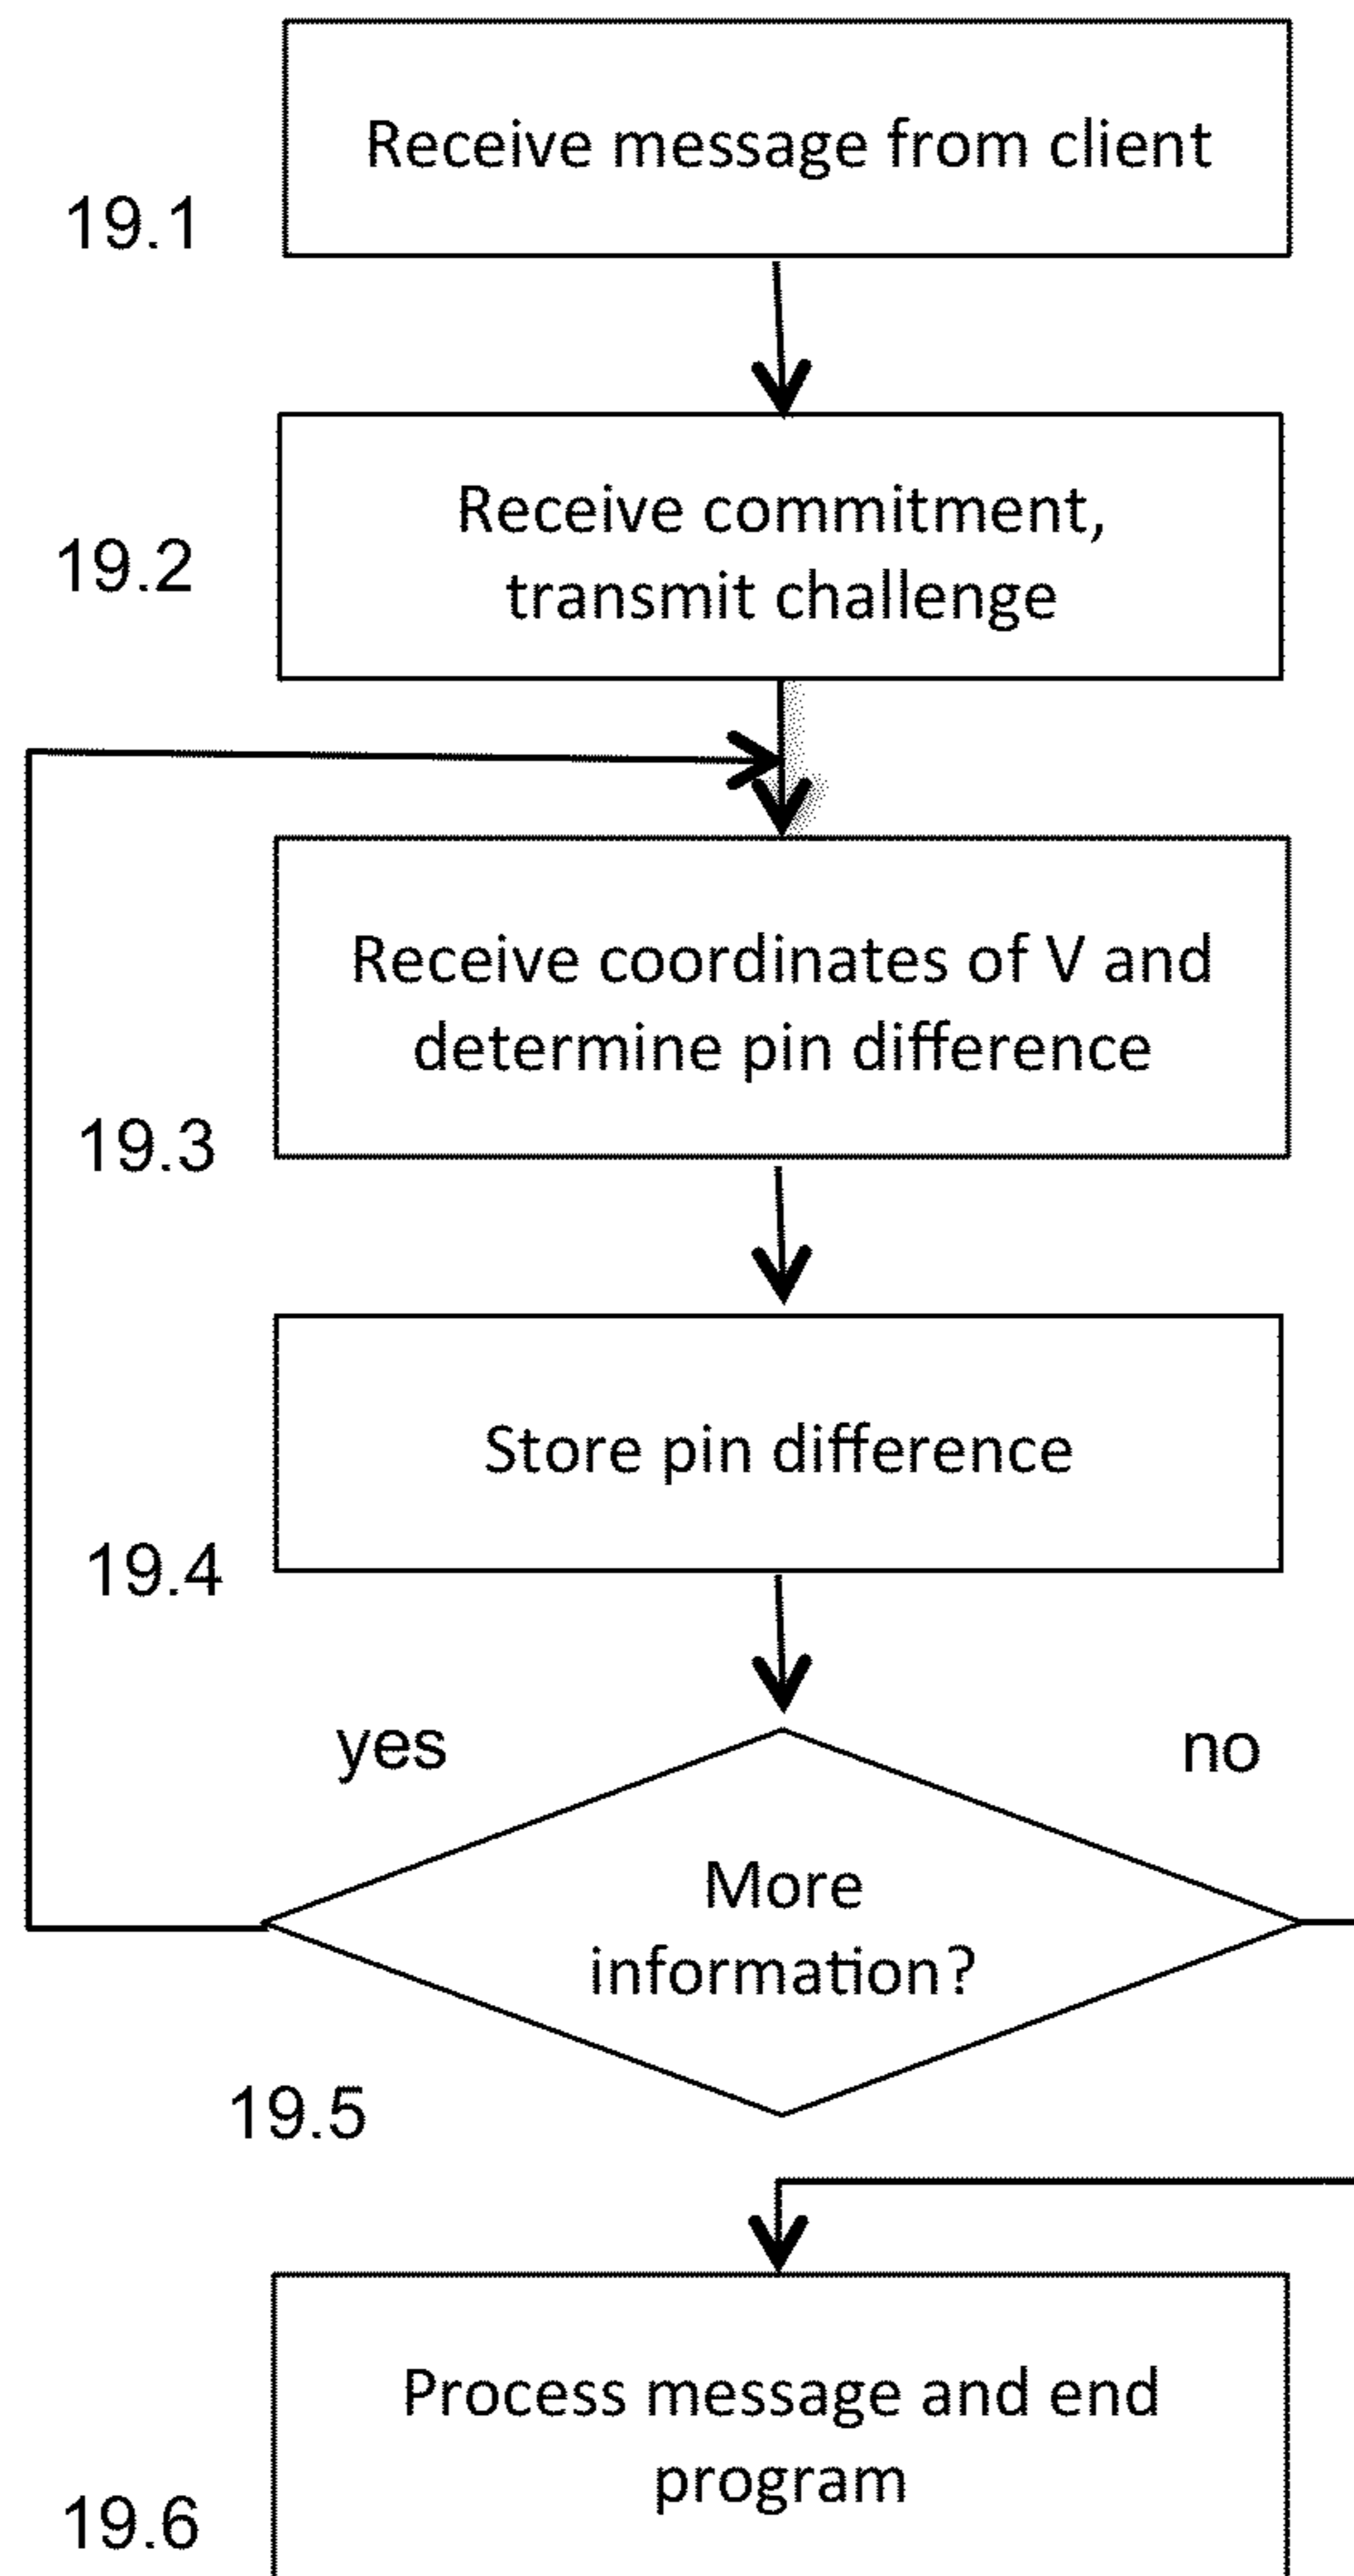 Receive message from client
19.1
Receive commitment,
transmit challenge
19.2
Receive coordinates of V and
determine pin difference
19.3
Store pin difference
19.4
yes
no
More
information?
19.5
Process message and end
program
19.6